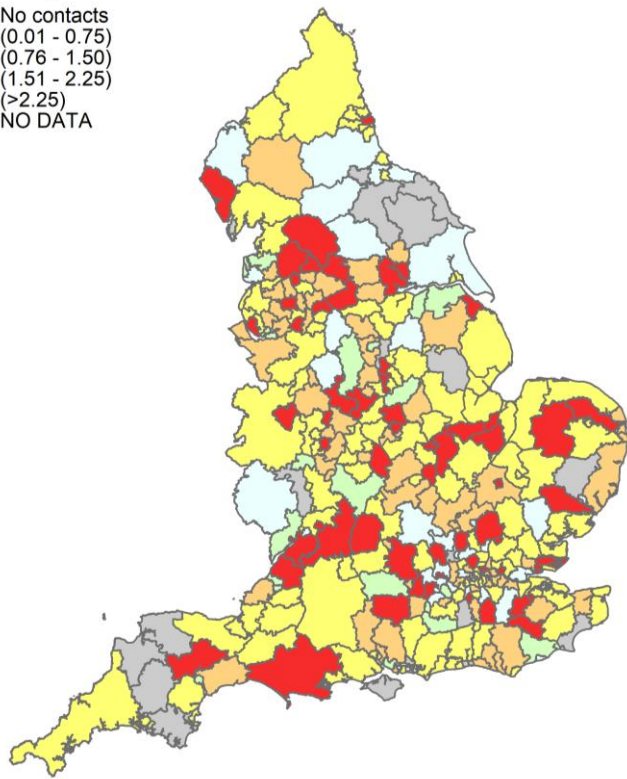 No contacts
(0.01 - 0.75)
(0.76 - 1.50)
(1.51 - 2.25)
(>2.25)
NO DATA